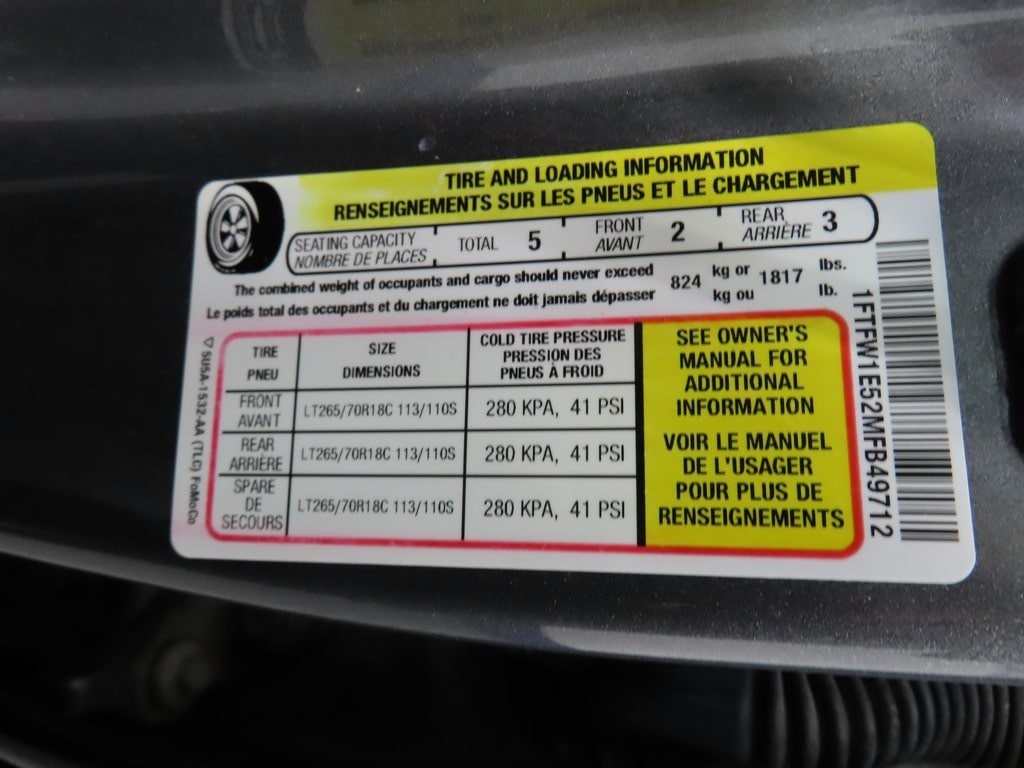 TIRE AND LOADING INFORMATION
RENSEIGNEMENTS SUR LES PNEUS ET LE CHARGEMENT
SEATING CAPACITY
NOMBRE DE PLACES
TOTAL 5
FRONT
AVANT
2
REAR
ARRIÈRE
3
The combined weight of occupants and cargo should never exceed 824 kg or 1817 lbs.
Le poids total des occupants et du chargement ne doit jamais dépasser kg ou lb.
TIRE
PNEU
SIZE
DIMENSIONS
COLD TIRE PRESSURE
PRESSION DES
PNEUS À FROID
FRONT
AVANT
LT265/70R18C 113/110S
280 KPA, 41 PSI
REAR
ARRIÈRE
LT265/70R18C 113/110S
280 KPA, 41 PSI
SPARE
DE
SECOURS
LT265/70R18C 113/110S
280 KPA, 41 PSI
SEE OWNER'S
MANUAL FOR
ADDITIONAL
INFORMATION
VOIR LE MANUEL
DE L'USAGER
POUR PLUS DE
RENSEIGNEMENTS
1FTFW1E52MFB49712
▽ 5U5A-1532-AA (TLC) FoMoCo